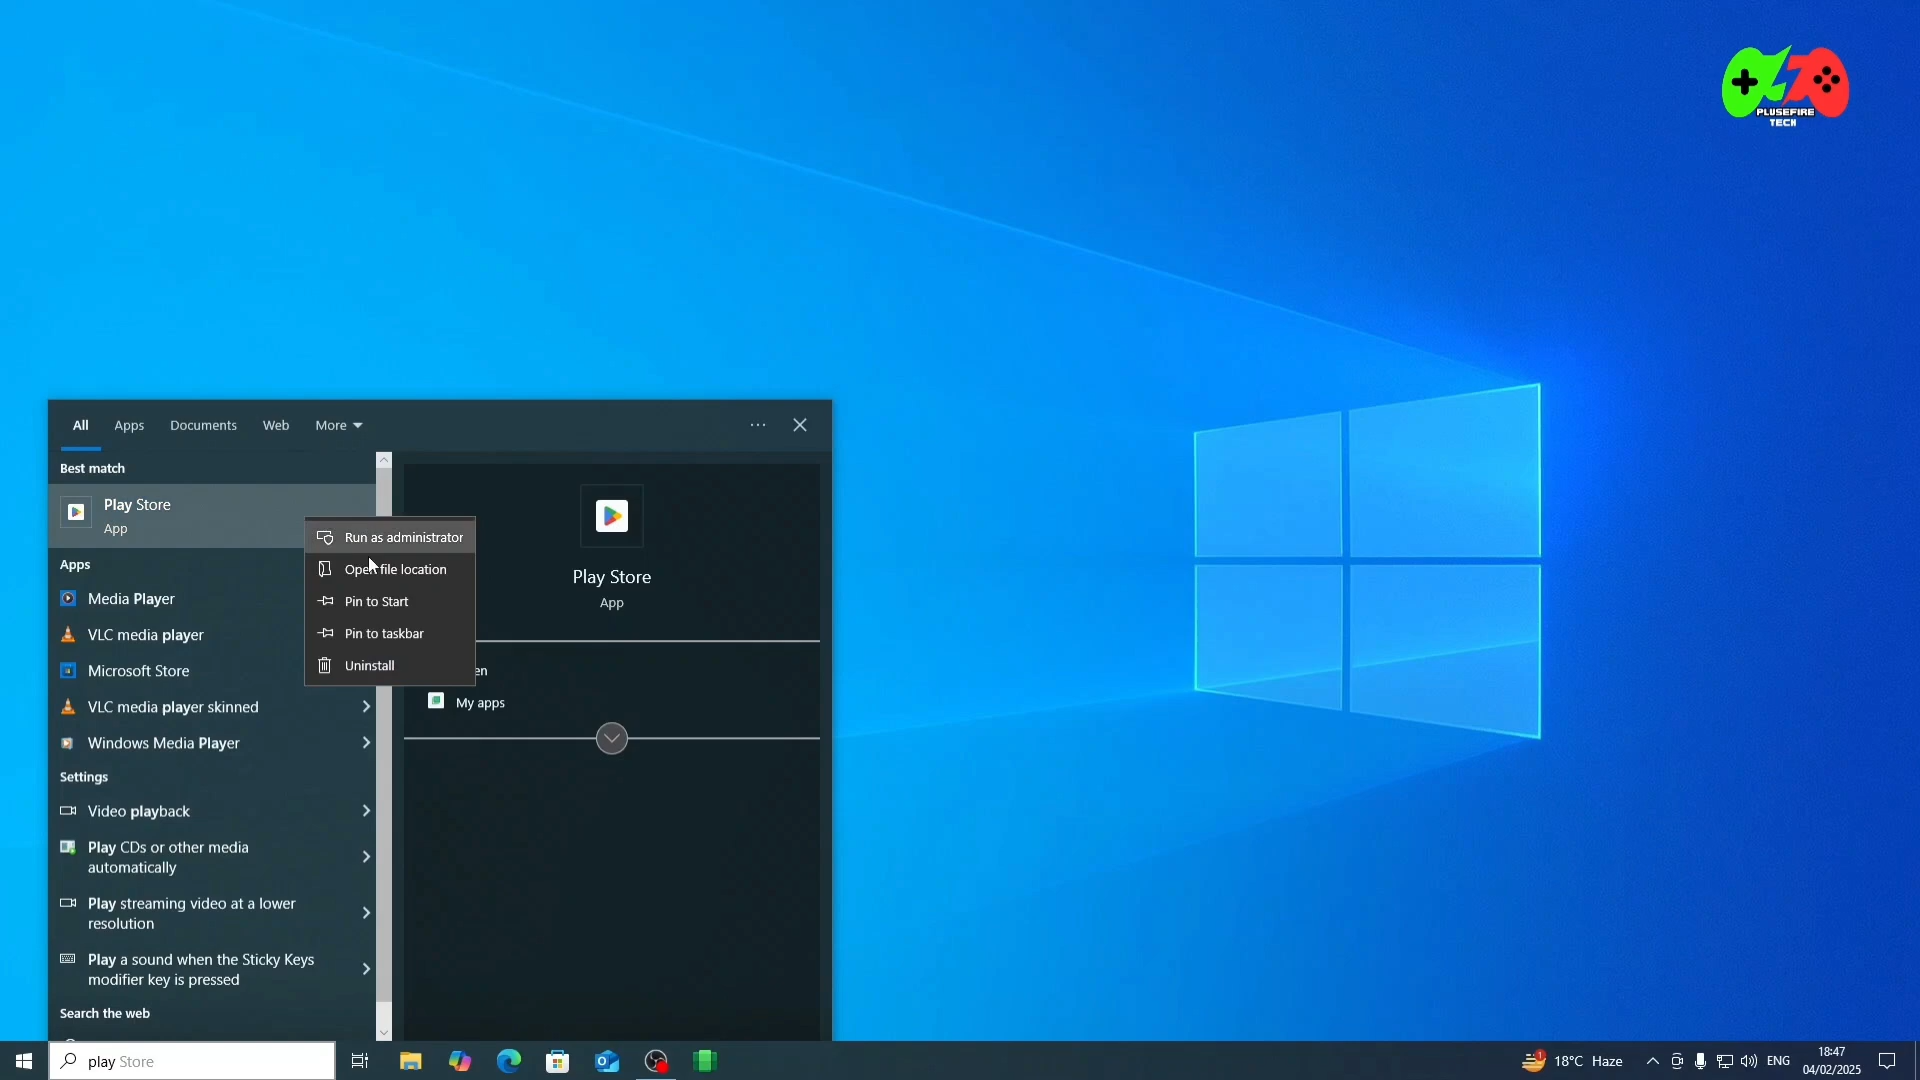 PLUSEFIRE
TECH
All Apps Documents Web More
Best match
Play Store
App
Run as administrator
Open file location
Pin to Start
Pin to taskbar
Uninstall
Apps
Media Player
VLC media player
Microsoft Store
VLC media player skinned
Windows Media Player
Settings
Video playback
Play CDs or other media
automatically
Play streaming video at a lower
resolution
Play a sound when the Sticky Keys
modifier key is pressed
Search the web
Play Store
App
My apps
play Store
1
18°C Haze
ENG
18:47
04/02/2025